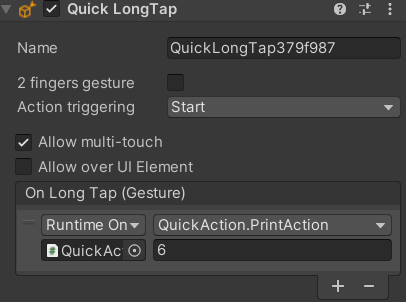 Quick LongTap
Name QuickLongTap379f987
2 fingers gesture
Action triggering Start
Allow multi-touch
Allow over UI Element
On Long Tap (Gesture)
Runtime On QuickAction.PrintAction
QuickAc 6